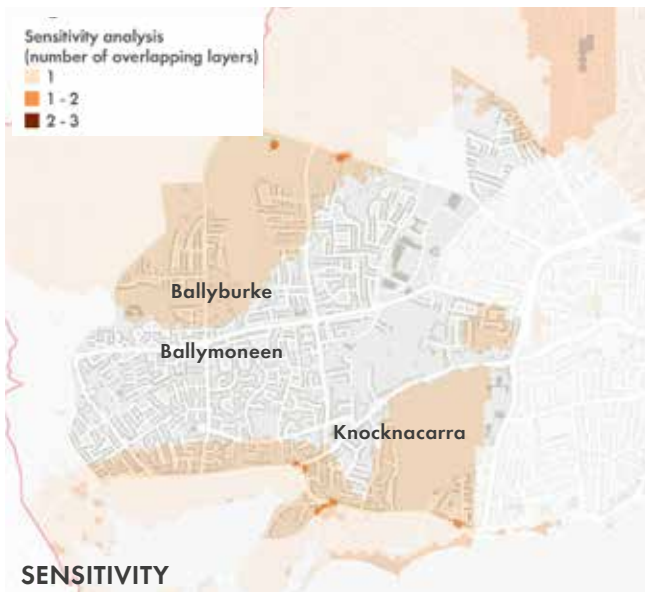 Sensitivity analysis
(number of overlapping layers)
1
1 - 2
2 - 3
Ballyburke
Ballymoneen
Knocknacarra
SENSITIVITY